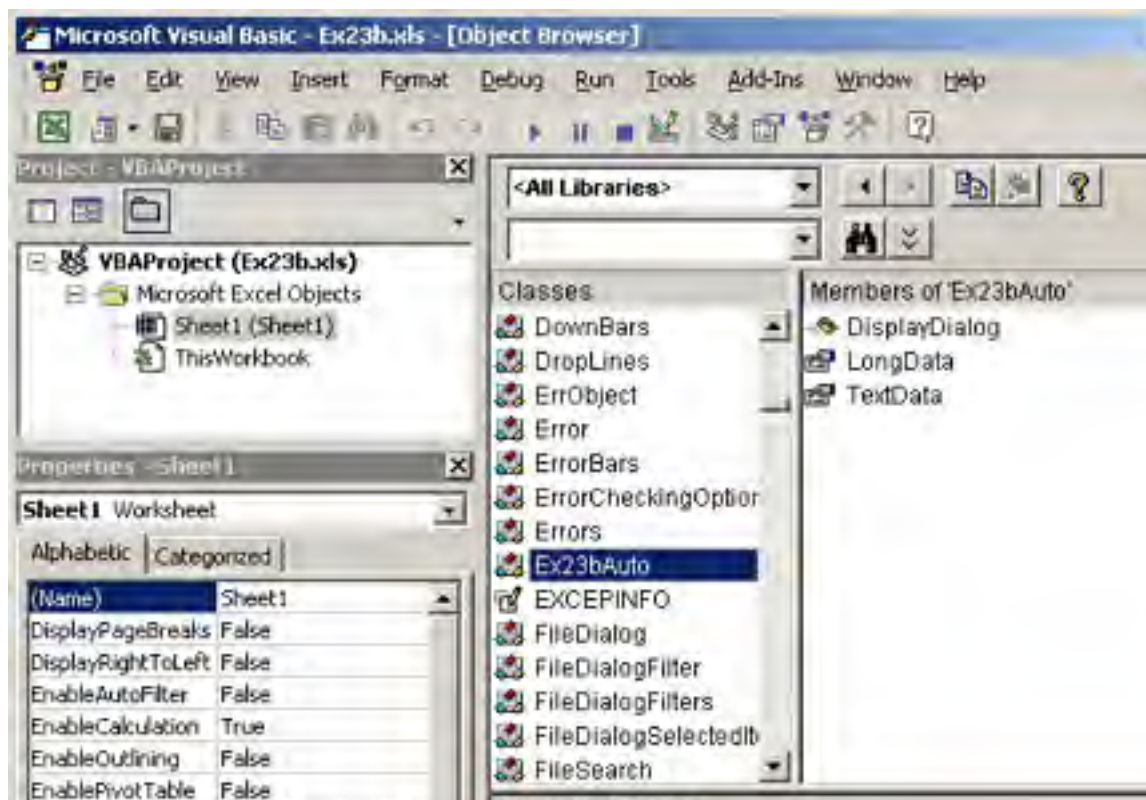 Microsoft Visual Basic - Ex23b.xls - [Object Browser]
File Edit View Insert Format Debug Run Tools Add-Ins Window Help
Project - VBAProject
VBAProject (Ex23b.xls)
Microsoft Excel Objects
Sheet1 (Sheet1)
ThisWorkbook
Properties - Sheet1
Sheet1 Worksheet
Alphabetic Categorized
(Name) Sheet1
DisplayPageBreaks False
DisplayRightToLeft False
EnableAutoFilter False
EnableCalculation True
EnableOutlining False
EnablePivotTable False
<All Libraries>
Classes
DownBars
DropLines
ErrObject
Error
ErrorBars
ErrorCheckingOption
Errors
Ex23bAuto
EXCEPINFO
FileDialog
FileDialogFilter
FileDialogFilters
FileDialogSelectedIt
FileSearch
Members of 'Ex23bAuto'
DisplayDialog
LongData
TextData